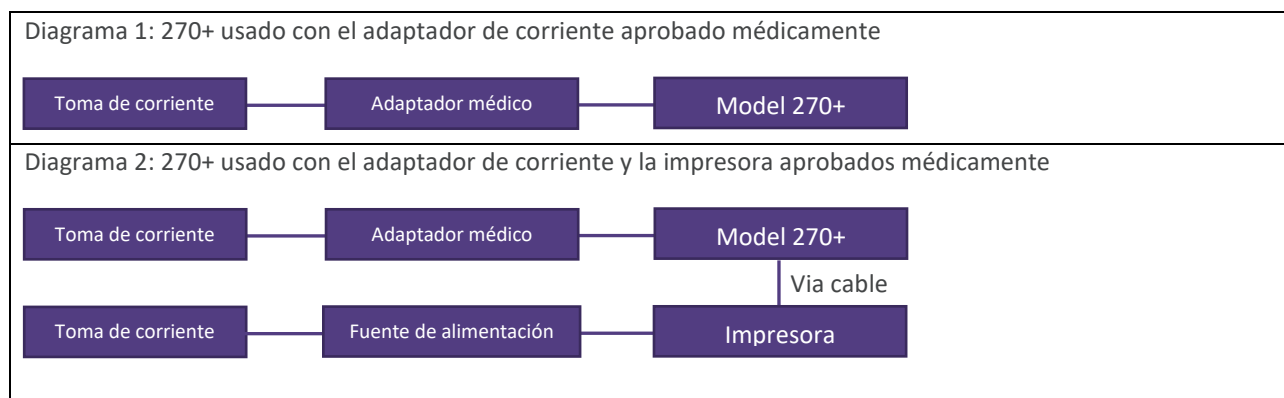 Diagrama 1: 270+ usado con el adaptador de corriente aprobado médicamente
Toma de corriente
Adaptador médico
Model 270+
Diagrama 2: 270+ usado con el adaptador de corriente y la impresora aprobados médicamente
Toma de corriente
Adaptador médico
Model 270+
Via cable
Toma de corriente
Fuente de alimentación
Impresora